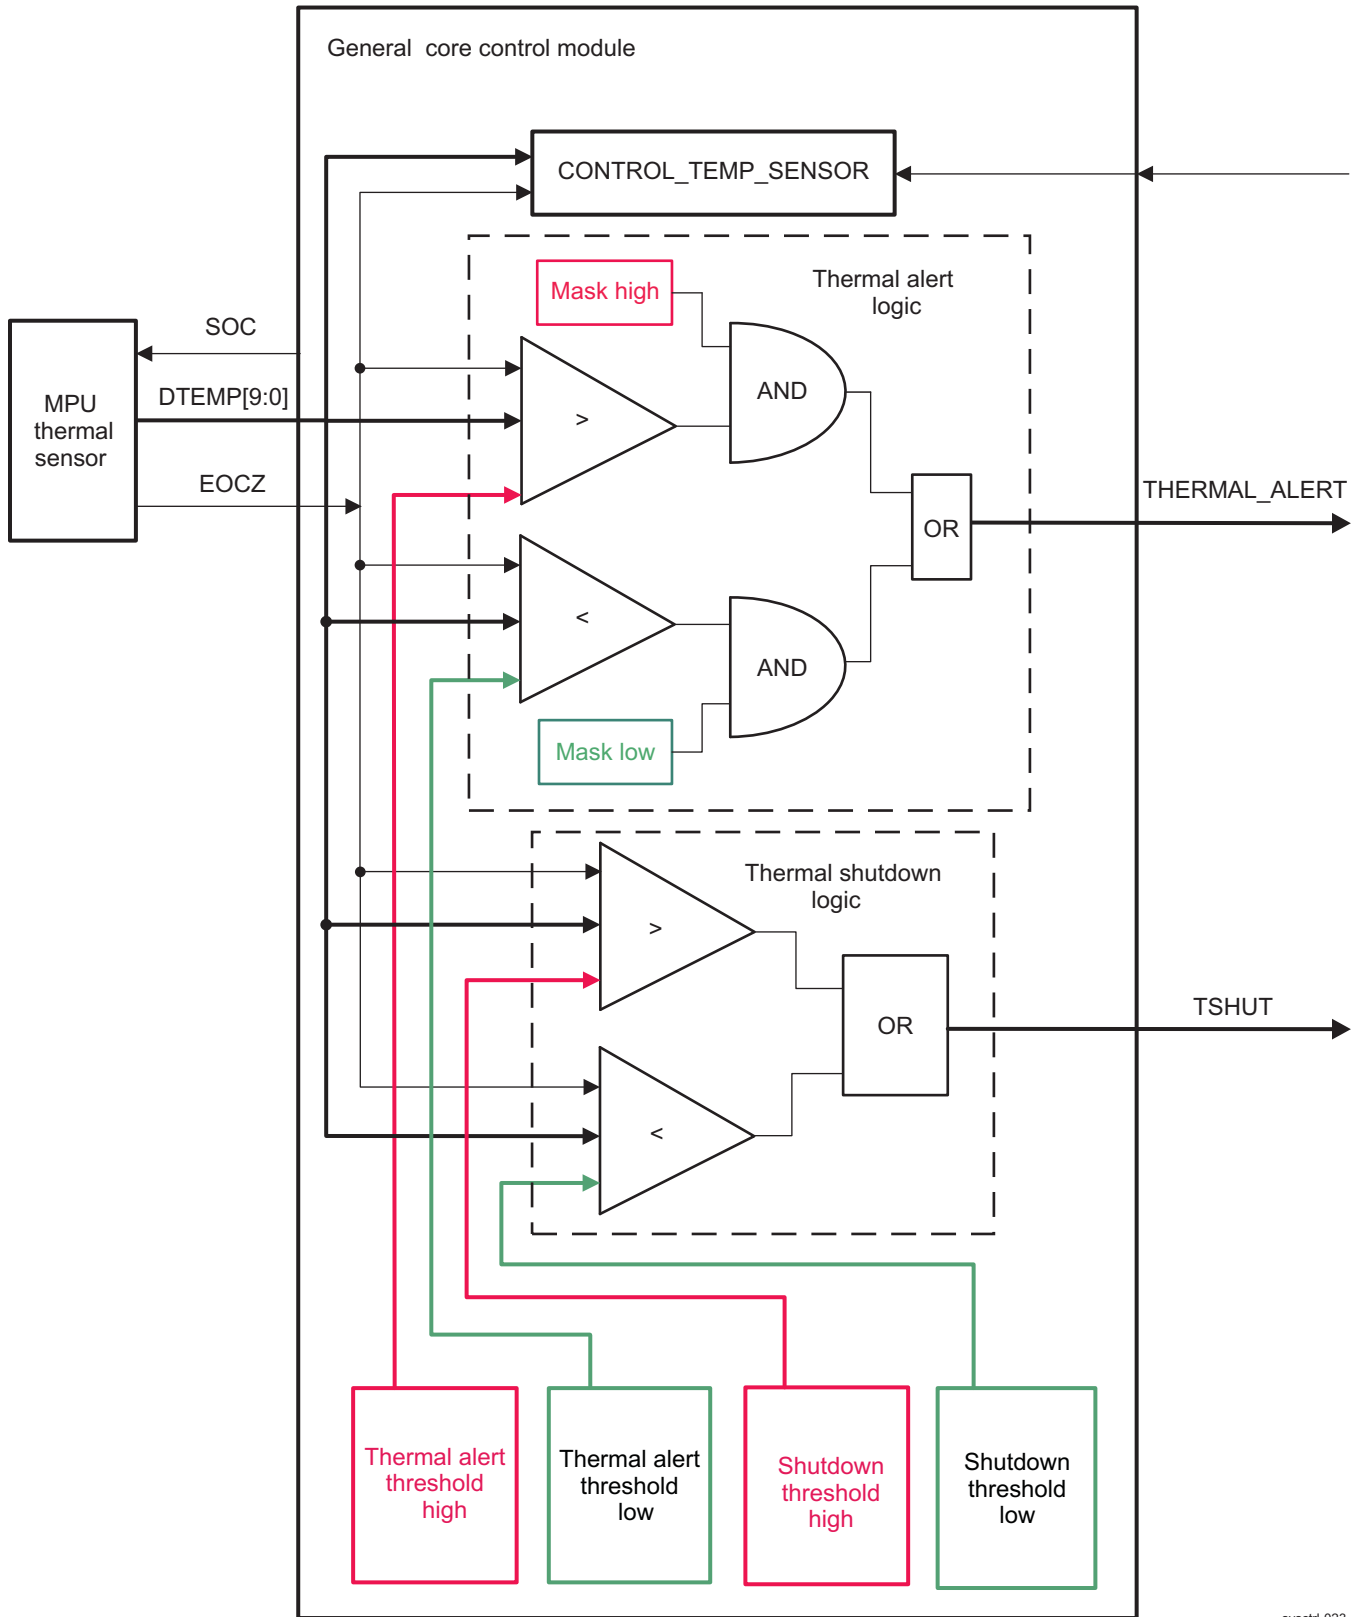 General core control module
CONTROL_TEMP_SENSOR
Mask high
Thermal alert
logic
SOC
DTEMP[9:0]
MPU
thermal
sensor
EOCZ
>
AND
THERMAL_ALERT
OR
<
AND
Mask low
Thermal shutdown
logic
>
TSHUT
OR
<
Thermal alert
threshold
high
Thermal alert
threshold
low
Shutdown
threshold
high
Shutdown
threshold
low